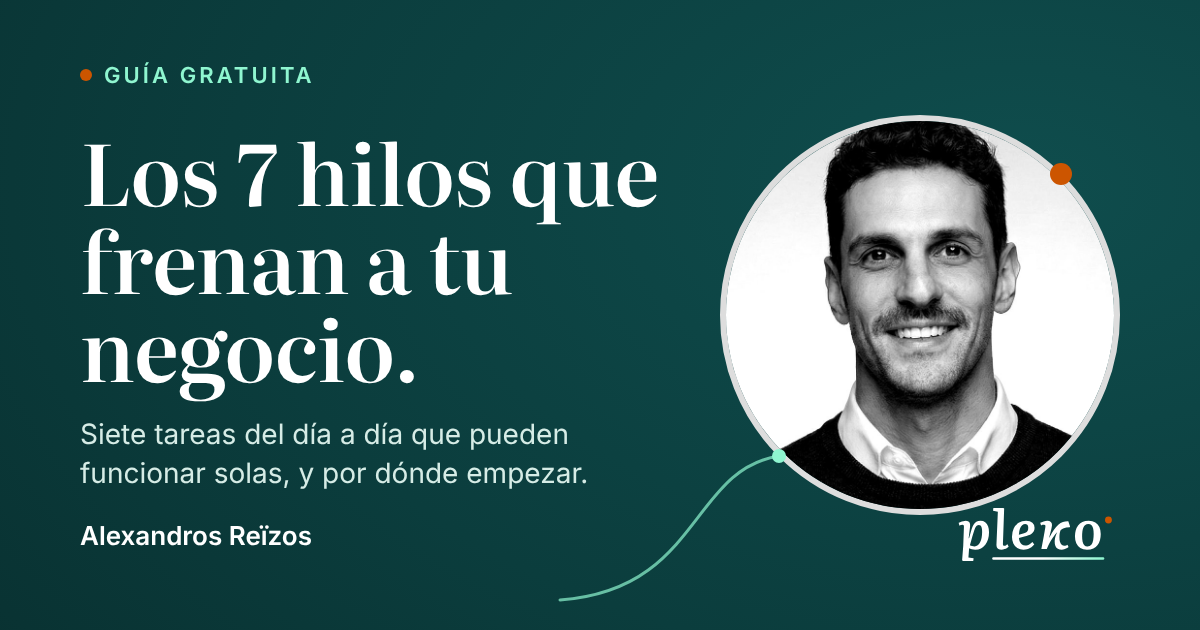 GUÍA GRATUITA
Los 7 hilos que
frenan a tu
negocio.
Siete tareas del día a día que pueden
funcionar solas, y por dónde empezar.
Alexandros Reïzos
pleκo